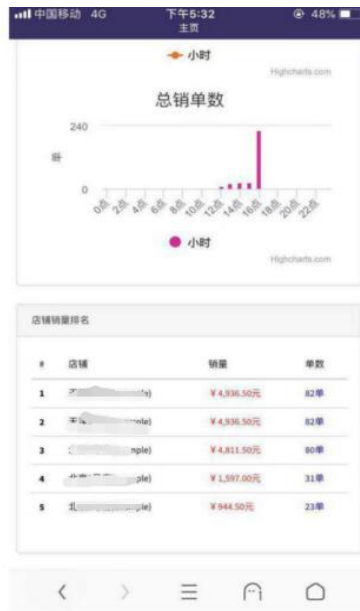 中国移动 4G 下午5:32 48%
主页
小时
Highcharts.com
总销单数
240
单
0
0点 2点 4点 6点 8点 10点 12点 14点 16点 18点 20点 22点
小时
Highcharts.com
店铺销量排名
# 店铺 销量 单数
1 ¥4,936.50元 82单
2 ¥4,936.50元 82单
3 ¥4,811.50元 80单
4 ¥1,597.00元 31单
5 ¥944.50元 23单